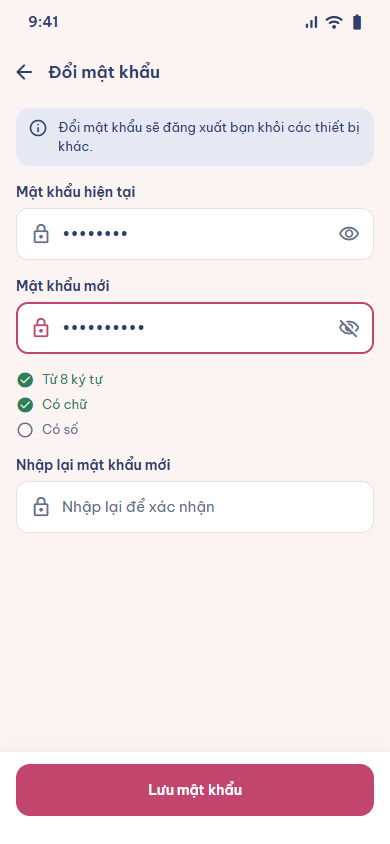 9:41
Đổi mật khẩu
Đổi mật khẩu sẽ đăng xuất bạn khỏi các thiết bị
khác.
Mật khẩu hiện tại
••••••••
Mật khẩu mới
••••••••••
Từ 8 ký tự
Có chữ
Có số
Nhập lại mật khẩu mới
Nhập lại để xác nhận
Lưu mật khẩu